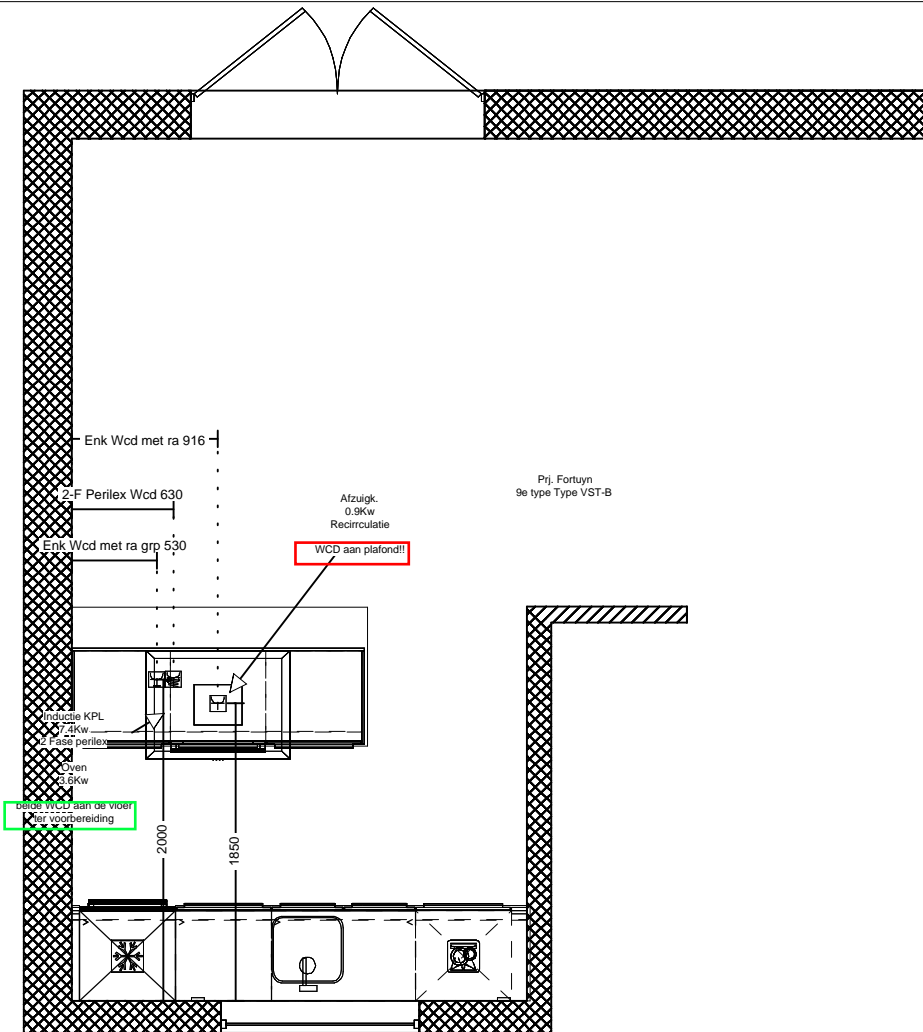 Enk Wcd met ra 916
2-F Perilex Wcd 630
Enk Wcd met ra grp 530
Afzuigk.
0.9Kw
Recirrculatie
WCD aan plafond!!
Prj. Fortuyn
9e type Type VST-B
Inductie KPL
7.4Kw
2 Fase perilex
Oven
3.6Kw
beide WCD aan de vloer
ter voorbereiding
2000
1850